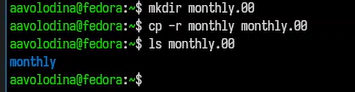 aavolodina@fedora:~$ mkdir monthly.00
aavolodina@fedora:~$ cp -r monthly monthly.00
aavolodina@fedora:~$ ls monthly.00
monthly
aavolodina@fedora:~$